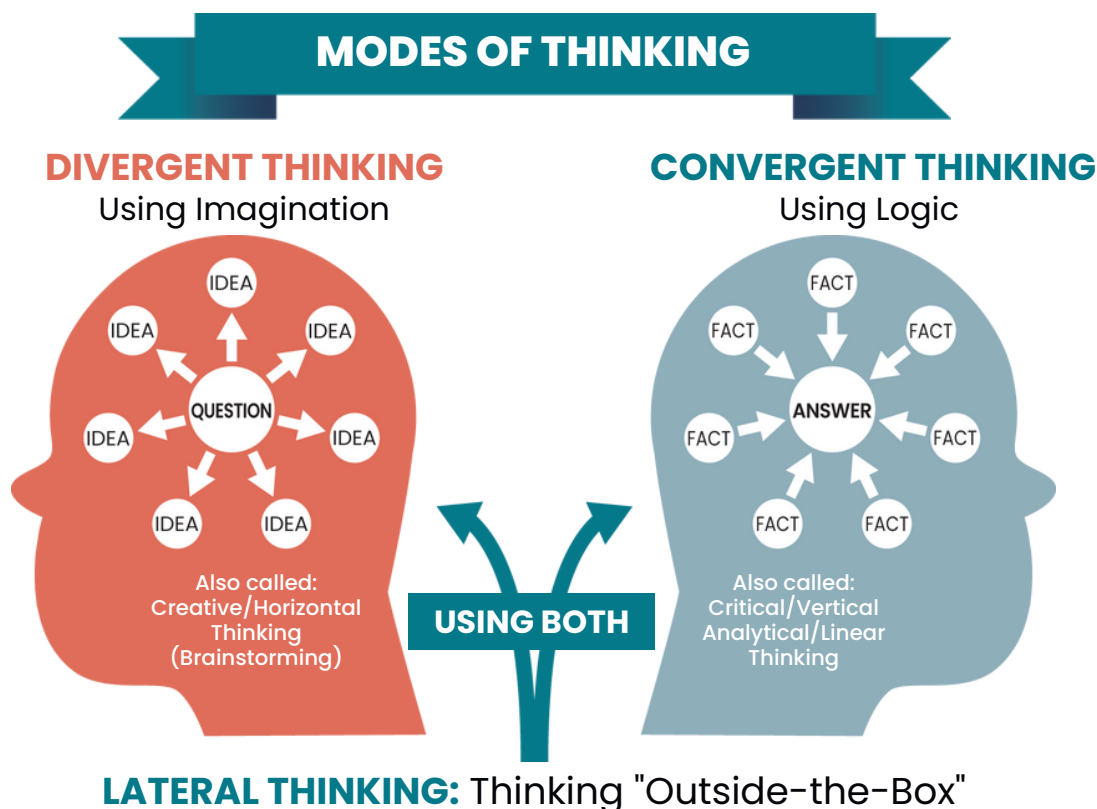 MODES OF THINKING
DIVERGENT THINKING
Using Imagination
IDEA
IDEA
IDEA
QUESTION
IDEA
IDEA
IDEA
IDEA
Also called:
Creative/Horizontal
Thinking
(Brainstorming)
CONVERGENT THINKING
Using Logic
FACT
FACT
FACT
ANSWER
FACT
FACT
FACT
FACT
Also called:
Critical/Vertical
Analytical/Linear
Thinking
USING BOTH
LATERAL THINKING: Thinking "Outside-the-Box"